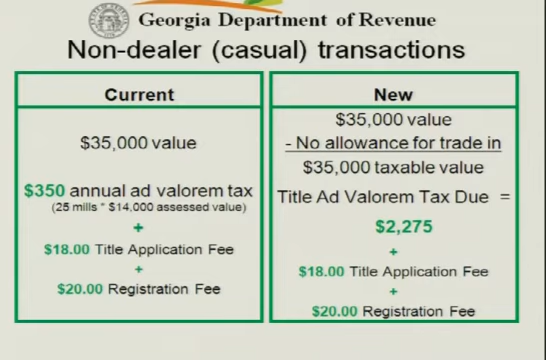 Georgia Department of Revenue
Non-dealer (casual) transactions
Current
$35,000 value
$350 annual ad valorem tax
(25 mills * $14,000 assessed value)
+
$18.00 Title Application Fee
+
$20.00 Registration Fee
New
$35,000 value
- No allowance for trade in
$35,000 taxable value
Title Ad Valorem Tax Due =
$2,275
+
$18.00 Title Application Fee
+
$20.00 Registration Fee